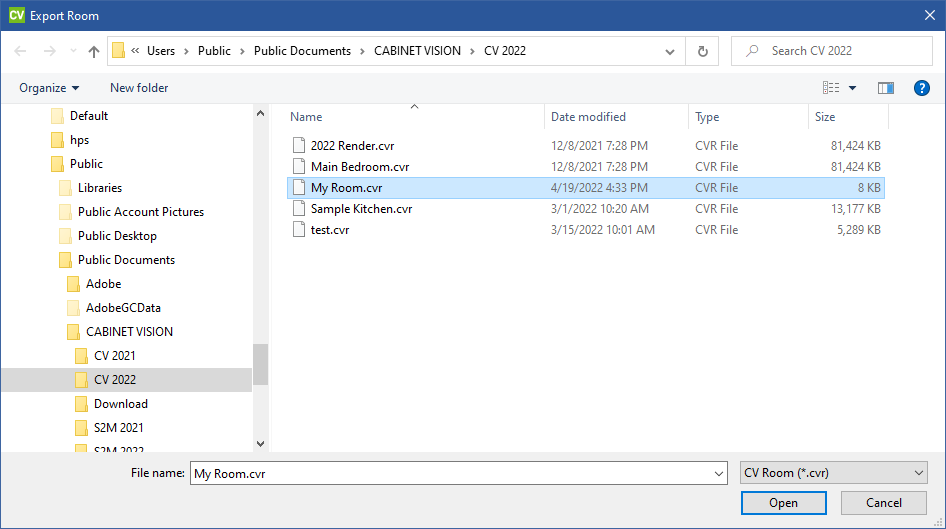 CV Export Room
« Users > Public > Public Documents > CABINET VISION > CV 2022
Search CV 2022
Organize New folder
?
Default
hps
Public
Libraries
Public Account Pictures
Public Desktop
Public Documents
Adobe
AdobeGCData
CABINET VISION
CV 2021
CV 2022
Download
S2M 2021
S2M 2022
Name Date modified Type Size
2022 Render.cvr 12/8/2021 7:28 PM CVR File 81,424 KB
Main Bedroom.cvr 12/8/2021 7:28 PM CVR File 81,424 KB
My Room.cvr 4/19/2022 4:33 PM CVR File 8 KB
Sample Kitchen.cvr 3/1/2022 10:20 AM CVR File 13,177 KB
test.cvr 3/15/2022 10:01 AM CVR File 5,289 KB
File name: My Room.cvr CV Room (*.cvr)
Open Cancel